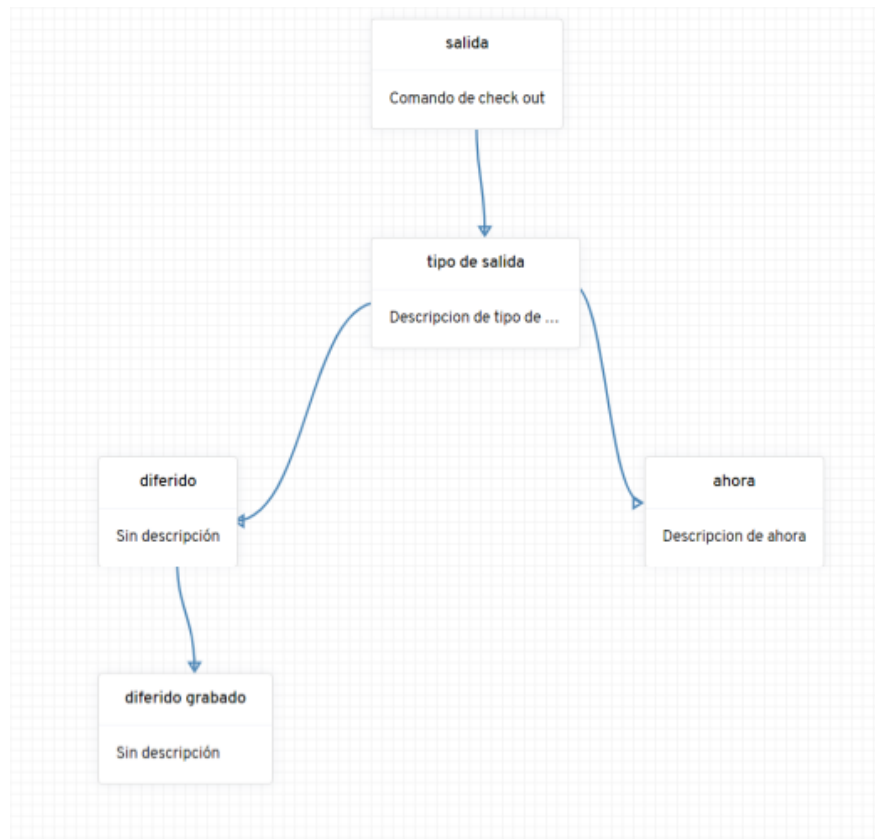 salida
Comando de check out
tipo de salida
Descripcion de tipo de ...
diferido
Sin descripción
ahora
Descripcion de ahora
diferido grabado
Sin descripción